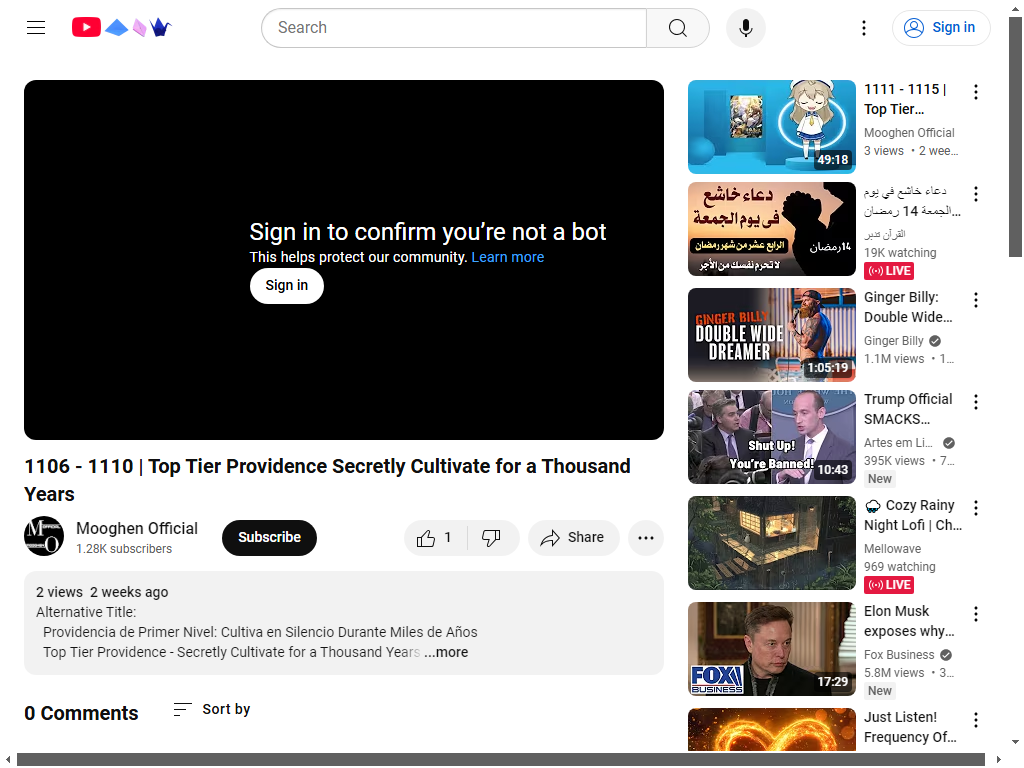 Search
Sign in
Sign in to confirm you’re not a bot
This helps protect our community. Learn more
Sign in
1106 - 1110 | Top Tier Providence Secretly Cultivate for a Thousand
Years
Mooghen Official
1.28K subscribers
Subscribe
1
Share
2 views 2 weeks ago
Alternative Title:
Providencia de Primer Nivel: Cultiva en Silencio Durante Miles de Años
Top Tier Providence - Secretly Cultivate for a Thousand Years ...more
0 Comments
Sort by
49:18
1111 - 1115 |
Top Tier…
Mooghen Official
3 views • 2 wee…
دعاء خاشع
في يوم الجمعة
الرابع عشر من شهر رمضان
لا تحرم نفسك من الأجر
14 رمضان
دعاء خاشع في يوم
الجمعة 14 رمضان…
القرآن تدبر
19K watching
LIVE
GINGER BILLY
DOUBLE WIDE
DREAMER
1:05:19
Ginger Billy:
Double Wide…
Ginger Billy
1.1M views • 1…
Shut Up!
You're Banned!
10:43
Trump Official
SMACKS…
Artes em Li…
395K views • 7…
New
Cozy Rainy
Night Lofi | Ch…
Mellowave
969 watching
LIVE
FOX
BUSINESS
17:29
Elon Musk
exposes why…
Fox Business
5.8M views • 3…
New
Just Listen!
Frequency Of…